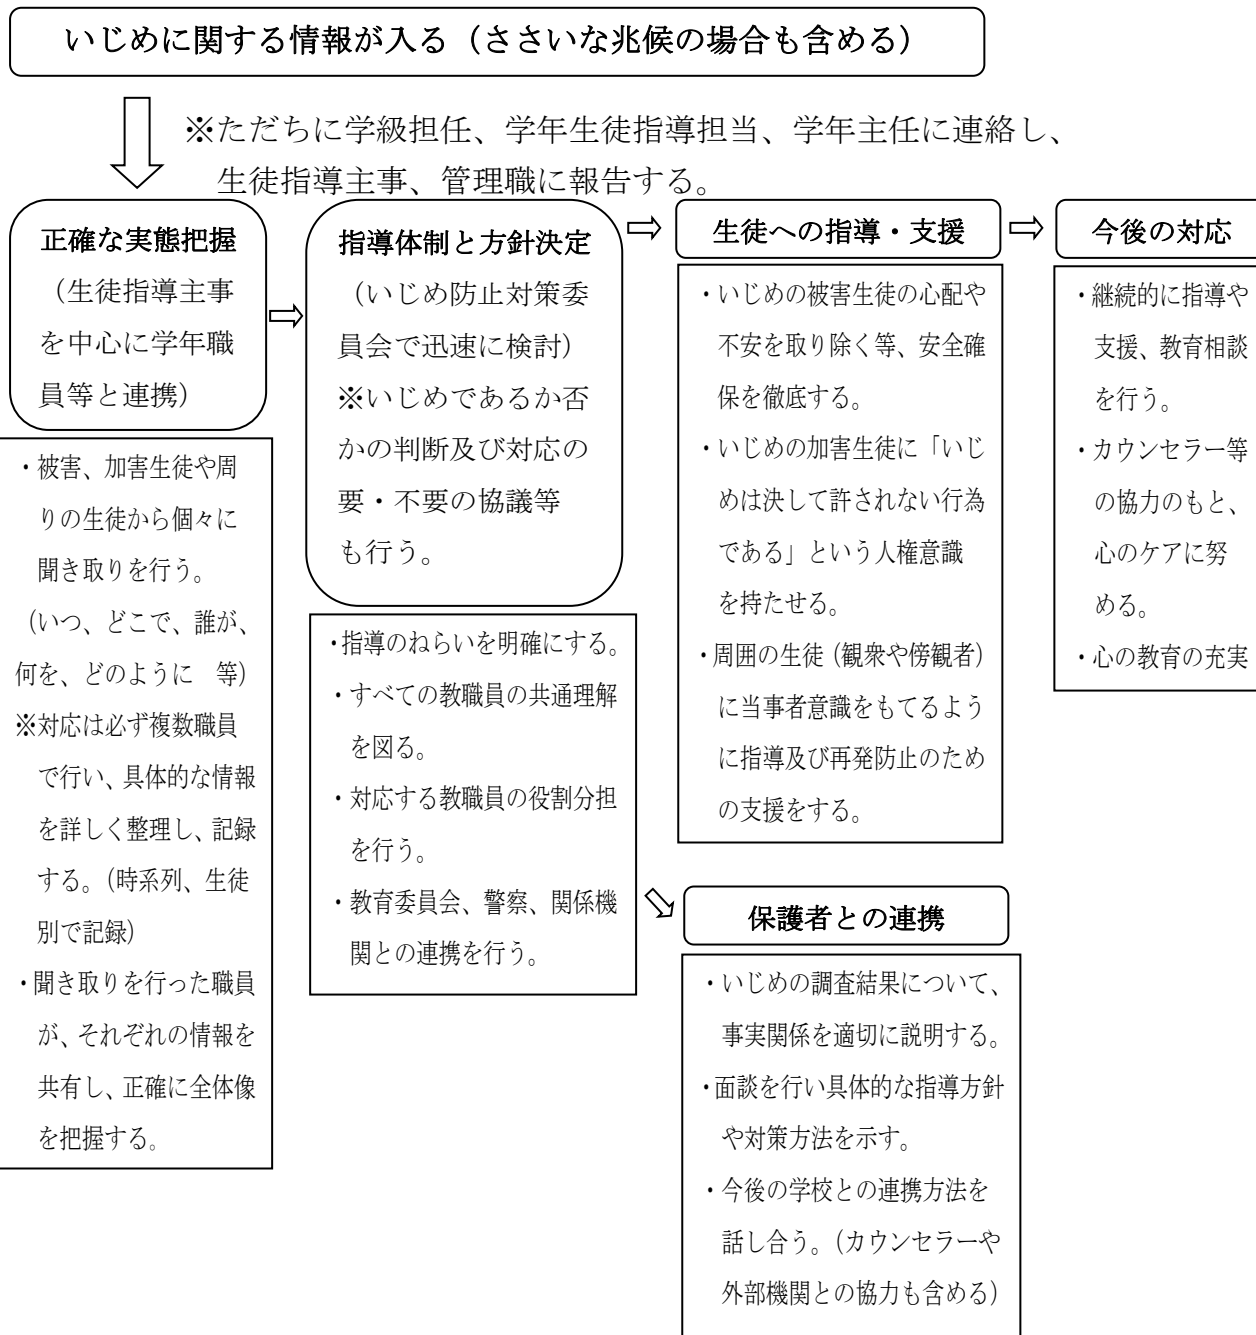 いじめに関する情報が入る（ささいな兆候の場合も含める）
※ただちに学級担任、学年生徒指導担当、学年主任に連絡し、
生徒指導主事、管理職に報告する。
正確な実態把握
（生徒指導主事
を中心に学年職
員等と連携）
・被害、加害生徒や周
りの生徒から個々に
聞き取りを行う。
（いつ、どこで、誰が、
何を、どのように　等）
※対応は必ず複数職員
で行い、具体的な情報
を詳しく整理し、記録
する。（時系列、生徒
別で記録）
・聞き取りを行った職員
が、それぞれの情報を
共有し、正確に全体像
を把握する。
指導体制と方針決定
（いじめ防止対策委
員会で迅速に検討）
※いじめであるか否
かの判断及び対応の
要・不要の協議等
も行う。
・指導のねらいを明確にする。
・すべての教職員の共通理解
を図る。
・対応する教職員の役割分担
を行う。
・教育委員会、警察、関係機
関との連携を行う。
生徒への指導・支援
・いじめの被害生徒の心配や
不安を取り除く等、安全確
保を徹底する。
・いじめの加害生徒に「いじ
めは決して許されない行為
である」という人権意識
を持たせる。
・周囲の生徒（観衆や傍観者）
に当事者意識をもてるよう
に指導及び再発防止のため
の支援をする。
保護者との連携
・いじめの調査結果について、
事実関係を適切に説明する。
・面談を行い具体的な指導方針
や対策方法を示す。
・今後の学校との連携方法を
話し合う。（カウンセラーや
外部機関との協力も含める）
今後の対応
・継続的に指導や
支援、教育相談
を行う。
・カウンセラー等
の協力のもと、
心のケアに努
める。
・心の教育の充実